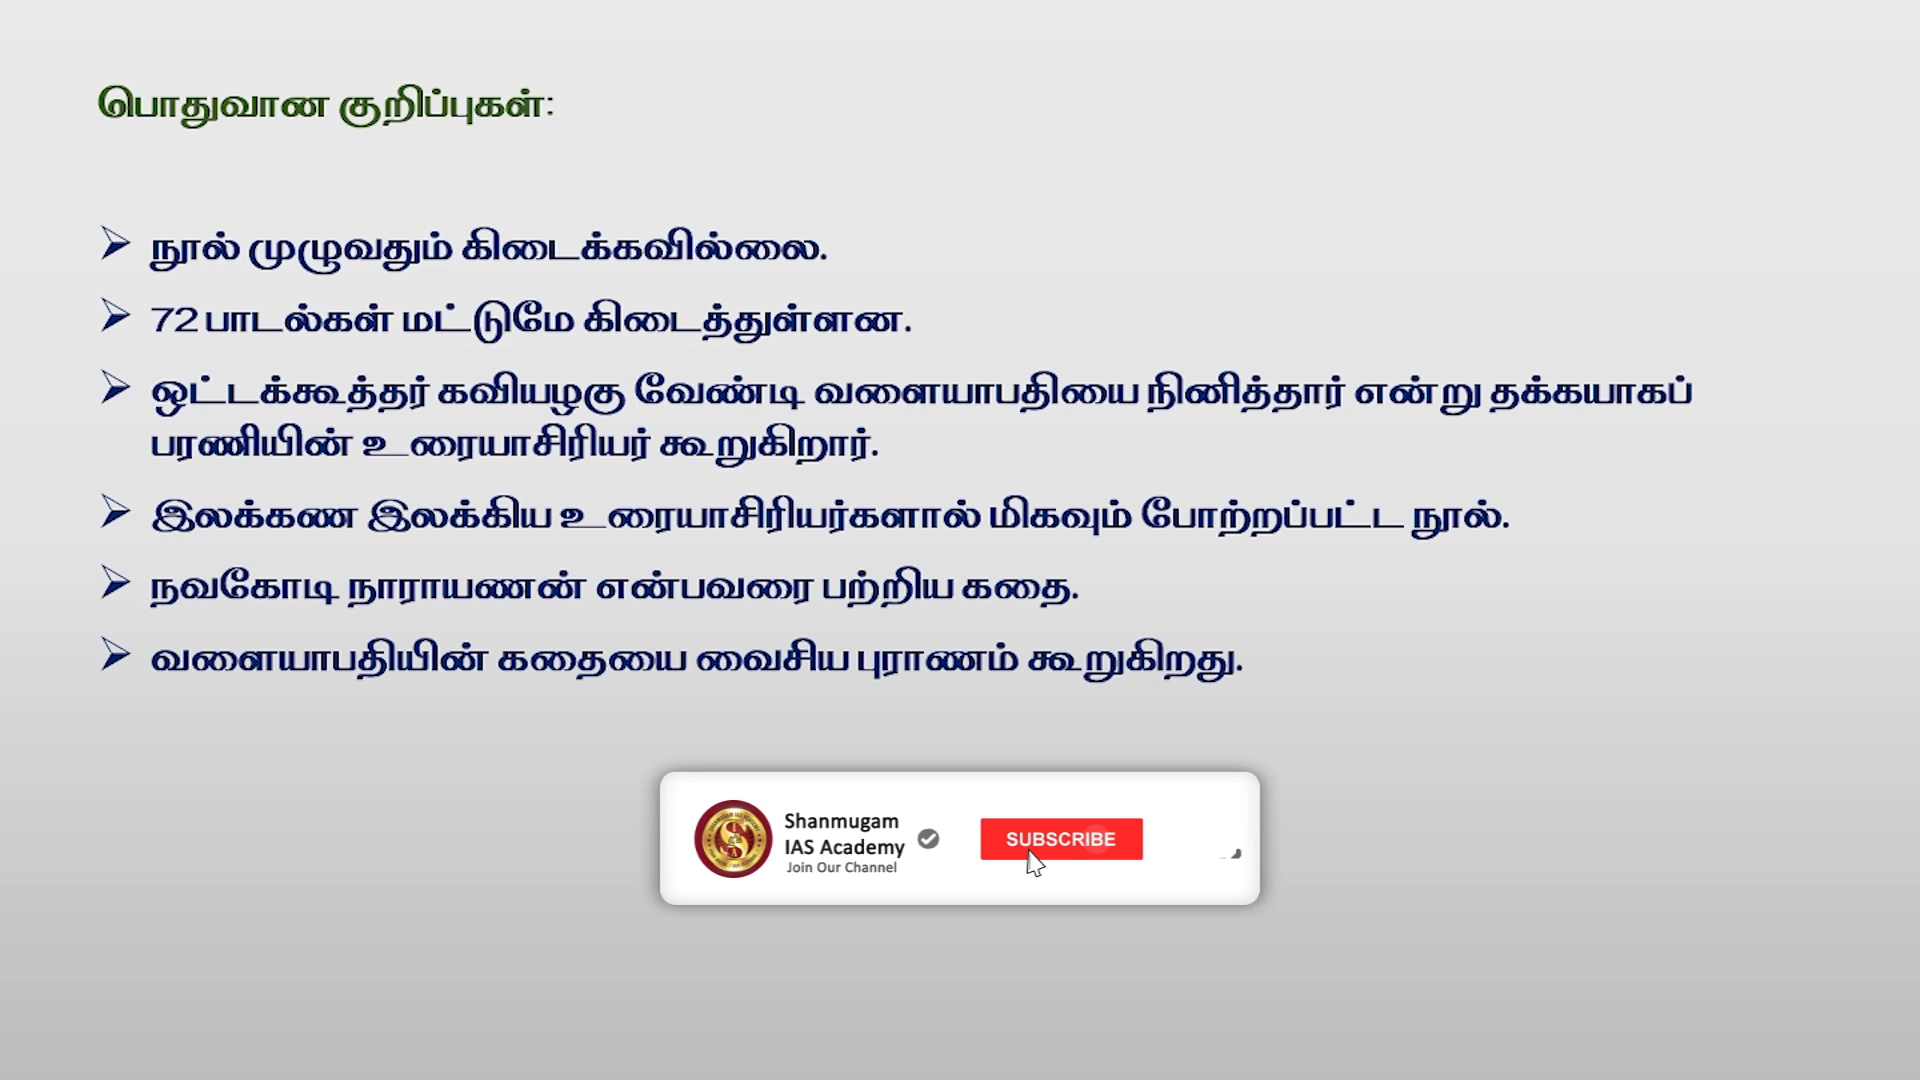 பொதுவான குறிப்புகள்:
நூல் முழுவதும் கிடைக்கவில்லை.
72 பாடல்கள் மட்டுமே கிடைத்துள்ளன.
ஒட்டக்கூத்தர் கவியழகு வேண்டி வளையாபதியை நினித்தார் என்று தக்கயாகப்
பரணியின் உரையாசிரியர் கூறுகிறார்.
இலக்கண இலக்கிய உரையாசிரியர்களால் மிகவும் போற்றப்பட்ட நூல்.
நவகோடி நாராயணன் என்பவரை பற்றிய கதை.
வளையாபதியின் கதையை வைசிய புராணம் கூறுகிறது.
Shanmugam
IAS Academy
Join Our Channel
SUBSCRIBE